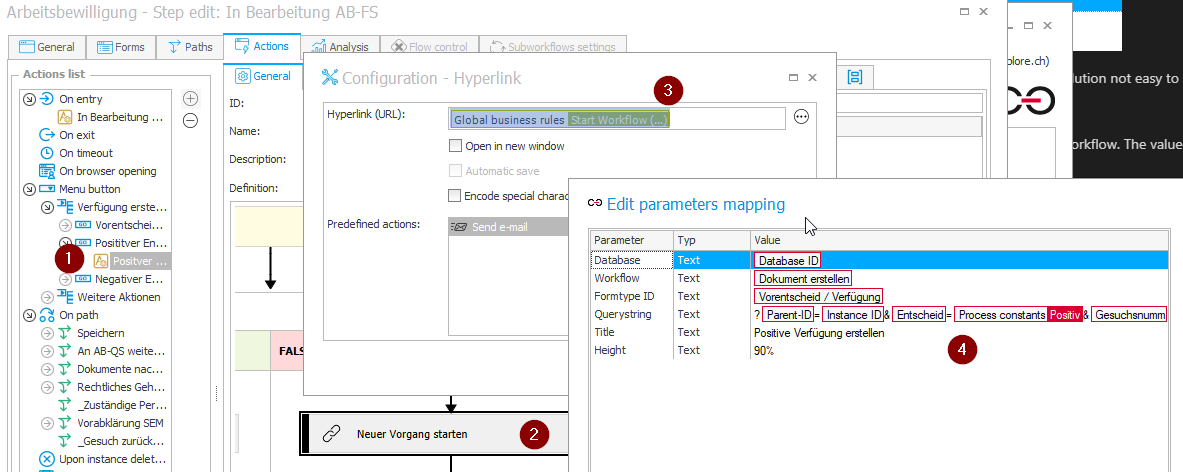 Arbeitsbewilligung - Step edit: In Bearbeitung AB-FS
General
Forms
Paths
Actions
Analysis
Flow control
Subworkflows settings
Actions list
On entry
In Bearbeitung ...
On exit
On timeout
On browser opening
Menu button
Verfügung erste...
Vorentschei...
Posititver En...
1
Positver ...
Negativer E...
Weitere Aktionen
On path
Speichern
An AB-QS weite...
Dokumente nac...
Rechtliches Geh...
_Zuständige Per...
Vorabklärung SEM
_Gesuch zurück...
Upon instance delet...
General
ID:
Name:
Description:
Definition:
FALS
Neuer Vorgang starten
2
Configuration - Hyperlink
3
Hyperlink (URL):
Global business rules Start Workflow (...)
Open in new window
Automatic save
Encode special charac
Predefined actions:
Send e-mail
Edit parameters mapping
Parameter Typ Value
Database Text Database ID
Workflow Text Dokument erstellen
Formtype ID Text Vorentscheid / Verfügung
Querystring Text ? Parent-ID = Instance ID & Entscheid = Process constants Positiv & Gesuchsnumm
Title Text Positive Verfügung erstellen
Height Text 90%
4
plore.ch)
lution not easy to
orkflow. The value